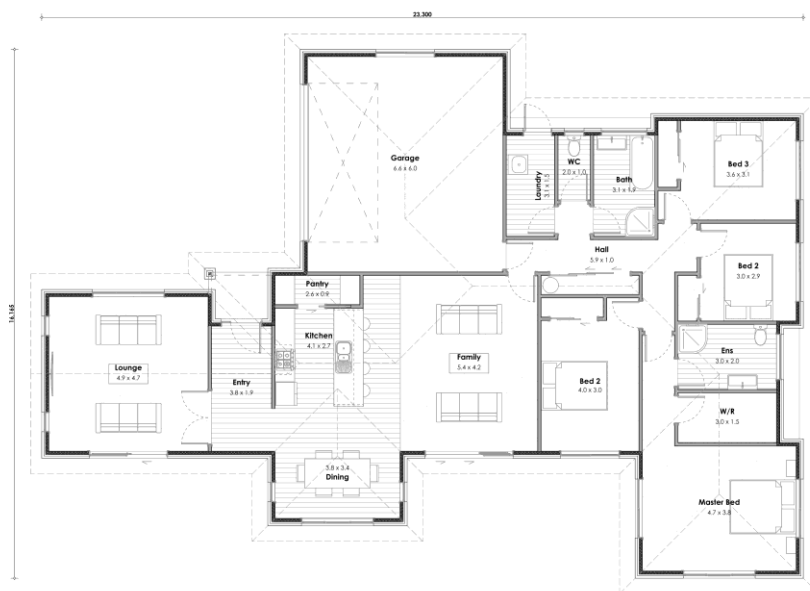 23.300
16.165
Garage
6.6 x 6.0
Laundry
3.1 x 1.5
WC
2.0 x 1.0
Bath
3.1 x 1.9
Bed 3
3.6 x 3.1
Hall
5.9 x 1.0
Bed 2
3.0 x 2.9
Pantry
2.6 x 0.9
Kitchen
4.1 x 2.7
Lounge
4.9 x 4.7
Entry
3.8 x 1.9
Family
5.4 x 4.2
Bed 2
4.0 x 3.0
Ens
3.0 x 2.0
W/R
3.0 x 1.5
3.8 x 3.4
Dining
Master Bed
4.7 x 3.8